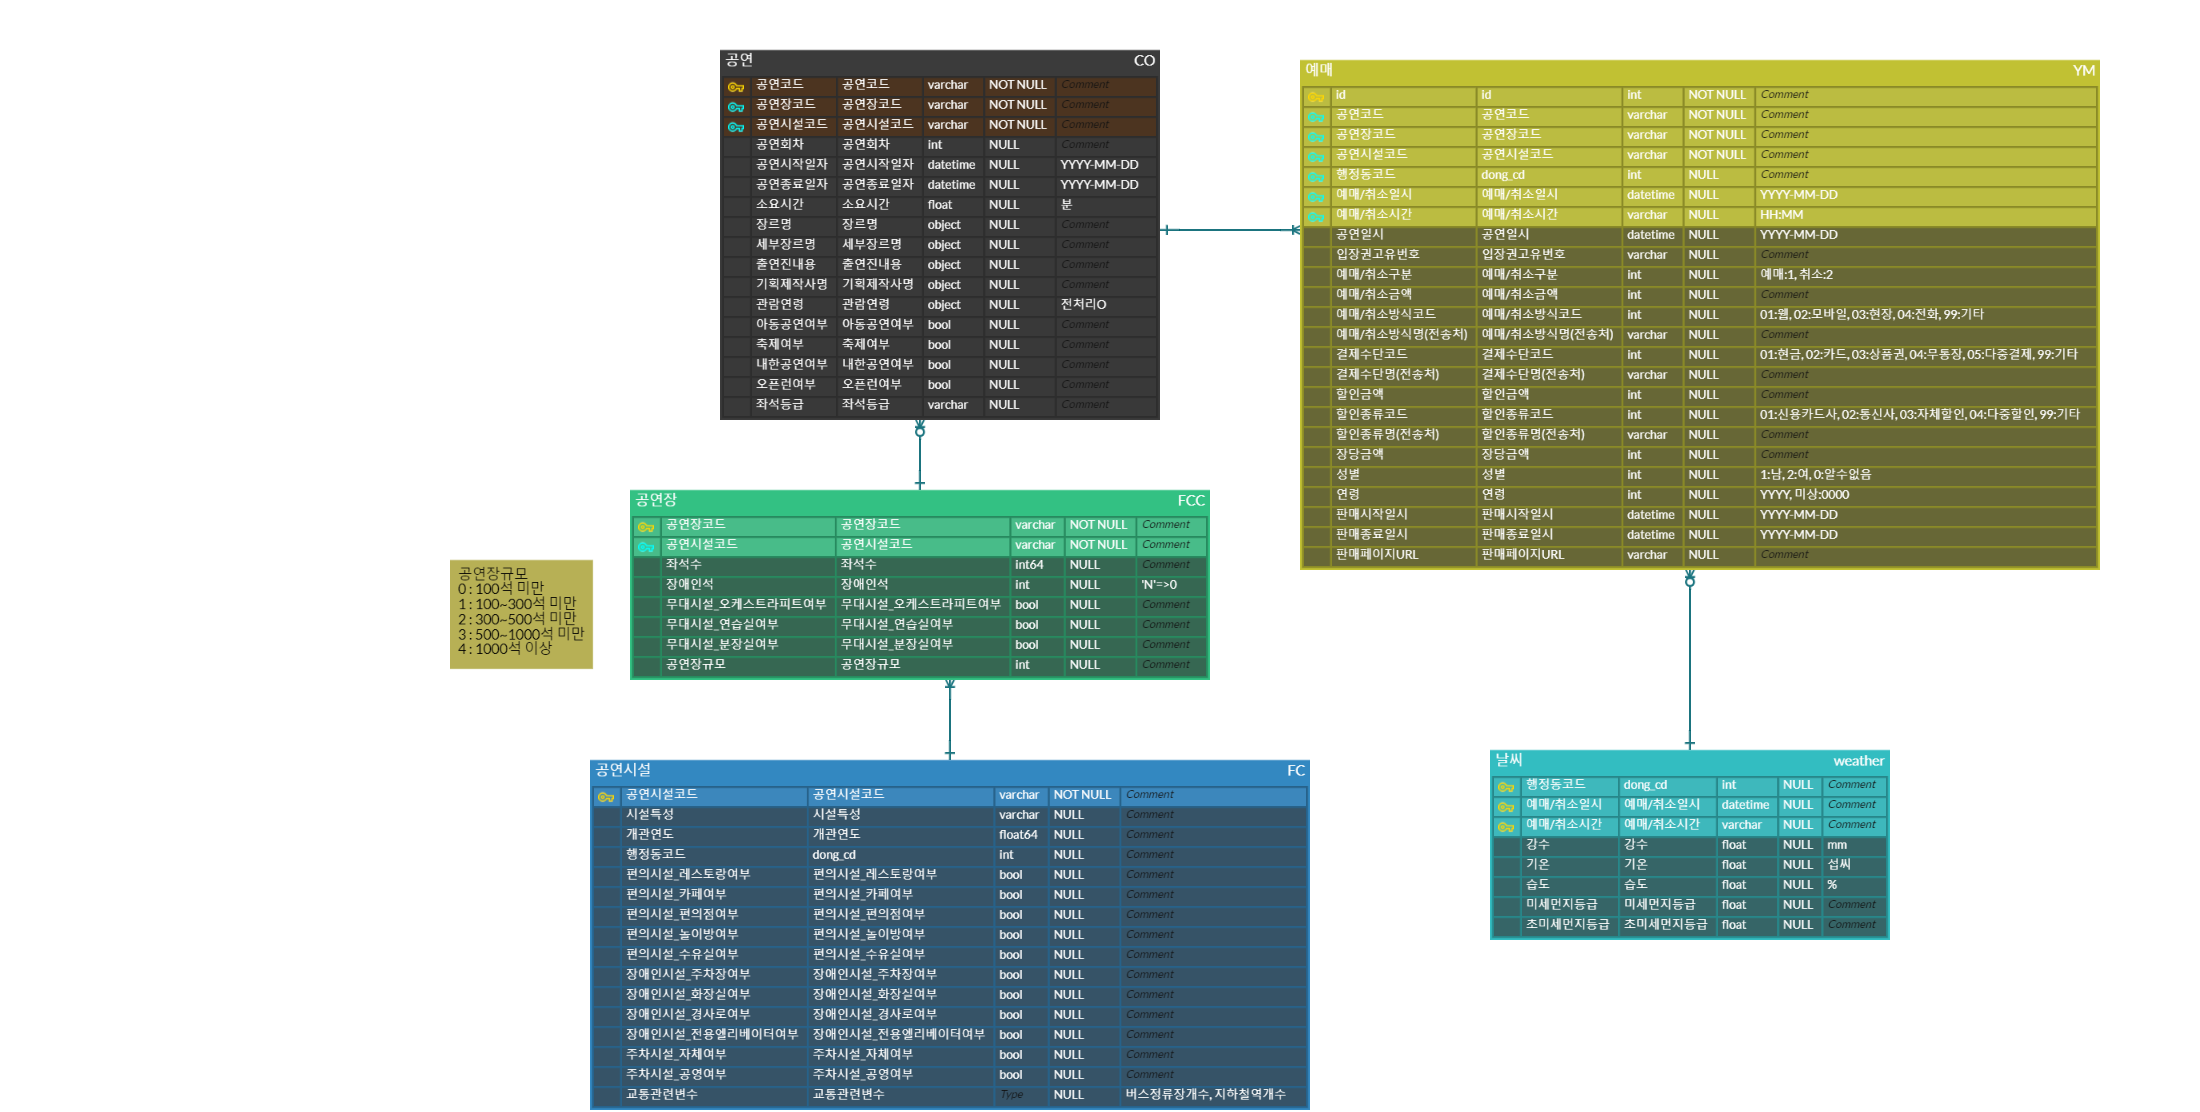 공연 CO
공연코드 공연코드 varchar NOT NULL Comment
공연장코드 공연장코드 varchar NOT NULL Comment
공연시설코드 공연시설코드 varchar NOT NULL Comment
공연회차 공연회차 int NULL Comment
공연시작일자 공연시작일자 datetime NULL YYYY-MM-DD
공연종료일자 공연종료일자 datetime NULL YYYY-MM-DD
소요시간 소요시간 float NULL 분
장르명 장르명 object NULL Comment
세부장르명 세부장르명 object NULL Comment
출연진내용 출연진내용 object NULL Comment
기획제작사명 기획제작사명 object NULL Comment
관람연령 관람연령 object NULL 전처리O
아동공연여부 아동공연여부 bool NULL Comment
축제여부 축제여부 bool NULL Comment
내한공연여부 내한공연여부 bool NULL Comment
오픈런여부 오픈런여부 bool NULL Comment
좌석등급 좌석등급 varchar NULL Comment
예매 YM
id id int NOT NULL Comment
공연코드 공연코드 varchar NOT NULL Comment
공연장코드 공연장코드 varchar NOT NULL Comment
공연시설코드 공연시설코드 varchar NOT NULL Comment
행정동코드 dong_cd int NULL Comment
예매/취소일시 예매/취소일시 datetime NULL YYYY-MM-DD
예매/취소시간 예매/취소시간 varchar NULL HH:MM
공연일시 공연일시 datetime NULL YYYY-MM-DD
입장권고유번호 입장권고유번호 varchar NULL Comment
예매/취소구분 예매/취소구분 int NULL 예매:1, 취소:2
예매/취소금액 예매/취소금액 int NULL Comment
예매/취소방식코드 예매/취소방식코드 int NULL 01:웹, 02:모바일, 03:현장, 04:전화, 99:기타
예매/취소방식명(전송처) 예매/취소방식명(전송처) varchar NULL Comment
결제수단코드 결제수단코드 int NULL 01:현금, 02:카드, 03:상품권, 04:무통장, 05:다중결제, 99:기타
결제수단명(전송처) 결제수단명(전송처) varchar NULL Comment
할인금액 할인금액 int NULL Comment
할인종류코드 할인종류코드 int NULL 01:신용카드사, 02:통신사, 03:자체할인, 04:다중할인, 99:기타
할인종류명(전송처) 할인종류명(전송처) varchar NULL Comment
장당금액 장당금액 int NULL Comment
성별 성별 int NULL 1:남, 2:여, 0:알수없음
연령 연령 int NULL YYYY, 미상:0000
판매시작일시 판매시작일시 datetime NULL YYYY-MM-DD
판매종료일시 판매종료일시 datetime NULL YYYY-MM-DD
판매페이지URL 판매페이지URL varchar NULL Comment
공연장 FCC
공연장코드 공연장코드 varchar NOT NULL Comment
공연시설코드 공연시설코드 varchar NOT NULL Comment
좌석수 좌석수 int64 NULL Comment
장애인석 장애인석 int NULL 'N'=>0
무대시설_오케스트라피트여부 무대시설_오케스트라피트여부 bool NULL Comment
무대시설_연습실여부 무대시설_연습실여부 bool NULL Comment
무대시설_분장실여부 무대시설_분장실여부 bool NULL Comment
공연장규모 공연장규모 int NULL Comment
공연장규모
0 : 100석 미만
1 : 100~300석 미만
2 : 300~500석 미만
3 : 500~1000석 미만
4 : 1000석 이상
공연시설 FC
공연시설코드 공연시설코드 varchar NOT NULL Comment
시설특성 시설특성 varchar NULL Comment
개관연도 개관연도 float64 NULL Comment
행정동코드 dong_cd int NULL Comment
편의시설_레스토랑여부 편의시설_레스토랑여부 bool NULL Comment
편의시설_카페여부 편의시설_카페여부 bool NULL Comment
편의시설_편의점여부 편의시설_편의점여부 bool NULL Comment
편의시설_놀이방여부 편의시설_놀이방여부 bool NULL Comment
편의시설_수유실여부 편의시설_수유실여부 bool NULL Comment
장애인시설_주차장여부 장애인시설_주차장여부 bool NULL Comment
장애인시설_화장실여부 장애인시설_화장실여부 bool NULL Comment
장애인시설_경사로여부 장애인시설_경사로여부 bool NULL Comment
장애인시설_전용엘리베이터여부 장애인시설_전용엘리베이터여부 bool NULL Comment
주차시설_자체여부 주차시설_자체여부 bool NULL Comment
주차시설_공영여부 주차시설_공영여부 bool NULL Comment
교통관련변수 교통관련변수 Type NULL 버스정류장개수, 지하철역개수
날씨 weather
행정동코드 dong_cd int NULL Comment
예매/취소일시 예매/취소일시 datetime NULL Comment
예매/취소시간 예매/취소시간 varchar NULL Comment
강수 강수 float NULL mm
기온 기온 float NULL 섭씨
습도 습도 float NULL %
미세먼지등급 미세먼지등급 float NULL Comment
초미세먼지등급 초미세먼지등급 float NULL Comment